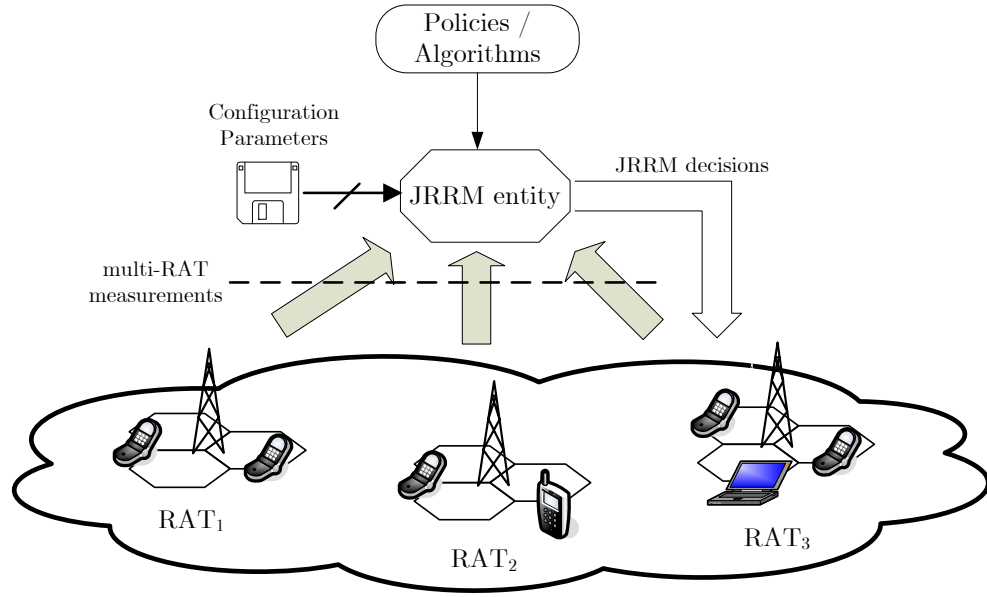 Policies /
Algorithms
Configuration
Parameters
JRRM entity
JRRM decisions
multi-RAT
measurements
RAT₁
RAT₂
RAT₃